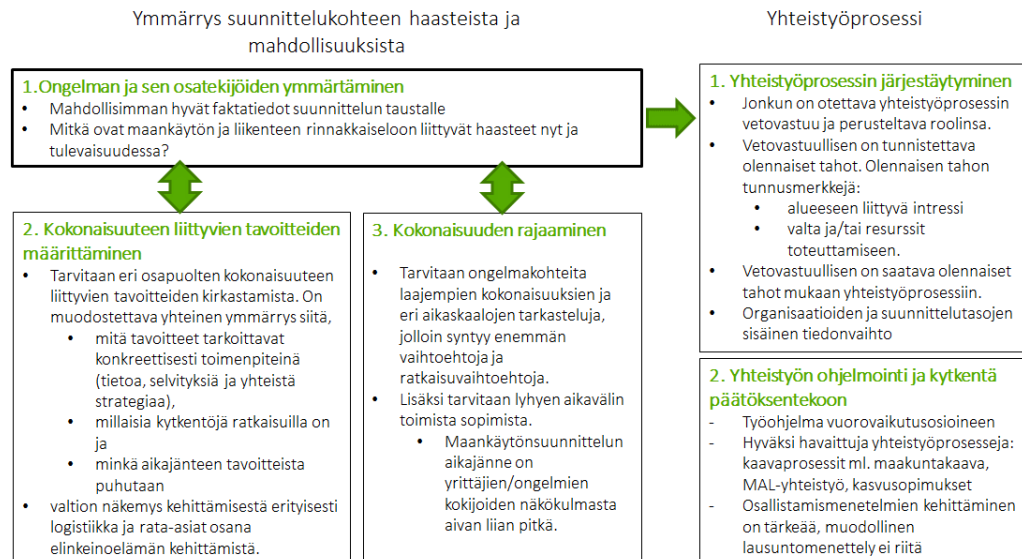 Ymmärrys suunnittelukohteen haasteista ja
mahdollisuuksista
1.Ongelman ja sen osatekijöiden ymmärtäminen
• Mahdollisimman hyvät faktatiedot suunnittelun taustalle
• Mitkä ovat maankäytön ja liikenteen rinnakkaiseloon liittyvät haasteet nyt ja
tulevaisuudessa?
2. Kokonaisuuteen liittyvien tavoitteiden
määrittäminen
• Tarvitaan eri osapuolten kokonaisuuteen
liittyvien tavoitteiden kirkastamista. On
muodostettava yhteinen ymmärrys siitä,
• mitä tavoitteet tarkoittavat
konkreettisesti toimenpiteinä
(tietoa, selvityksiä ja yhteistä
strategiaa),
• millaisia kytkentöjä ratkaisuilla on
ja
• minkä aikajänteen tavoitteista
puhutaan
• valtion näkemys kehittämisestä erityisesti
logistiikka ja rata-asiat osana
elinkeinoelämän kehittämistä.
3. Kokonaisuuden rajaaminen
• Tarvitaan ongelmakohteita
laajempien kokonaisuuksien ja
eri aikaskaalojen tarkasteluja,
jolloin syntyy enemmän
vaihtoehtoja ja
ratkaisuvaihtoehtoja.
• Lisäksi tarvitaan lyhyen aikavälin
toimista sopimista.
• Maankäytönsuunnittelun
aikajänne on
yrittäjien/ongelmien
kokijoiden näkökulmasta
aivan liian pitkä.
Yhteistyöprosessi
1. Yhteistyöprosessin järjestäytyminen
• Jonkun on otettava yhteistyöprosessin
vetovastuu ja perusteltava roolinsa.
• Vetovastuullisen on tunnistettava
olennaiset tahot. Olennaisen tahon
tunnusmerkkejä:
• alueeseen liittyvä intressi
• valta ja/tai resurssit
toteuttamiseen.
• Vetovastuullisen on saatava olennaiset
tahot mukaan yhteistyöprosessiin.
• Organisaatioiden ja suunnittelutasojen
sisäinen tiedonvaihto
2. Yhteistyön ohjelmointi ja kytkentä
päätöksentekoon
- Työohjelma vuorovaikutusosioineen
- Hyväksi havaittuja yhteistyöprosesseja:
kaavaprosessit ml. maakuntakaava,
MAL-yhteistyö, kasvusopimukset
- Osallistamismenetelmien kehittäminen
on tärkeää, muodollinen
lausuntomenettely ei riitä